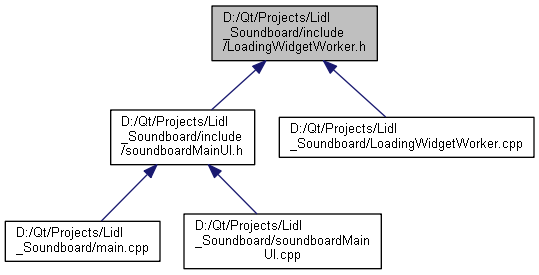 D:/Qt/Projects/Lidl
_Soundboard/include
/LoadingWidgetWorker.h
D:/Qt/Projects/Lidl
_Soundboard/include
/soundboardMainUI.h
D:/Qt/Projects/Lidl
_Soundboard/LoadingWidgetWorker.cpp
D:/Qt/Projects/Lidl
_Soundboard/main.cpp
D:/Qt/Projects/Lidl
_Soundboard/soundboardMain
UI.cpp